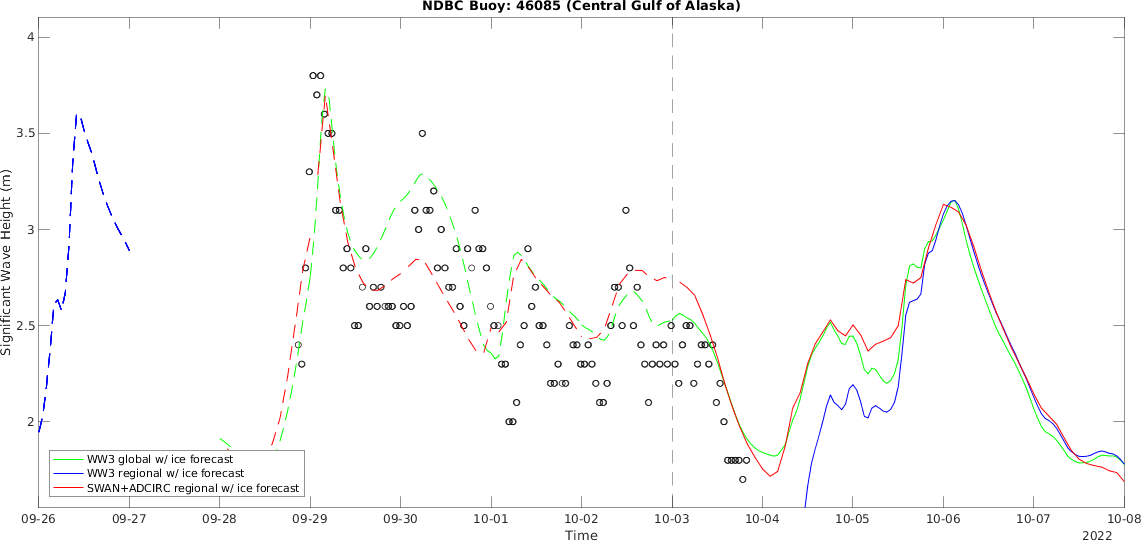 NDBC Buoy: 46085 (Central Gulf of Alaska)
4
3.5
3
2.5
2
Significant Wave Height (m)
WW3 global w/ ice forecast
WW3 regional w/ ice forecast
SWAN+ADCIRC regional w/ ice forecast
09-26 09-27 09-28 09-29 09-30 10-01 10-02 10-03 10-04 10-05 10-06 10-07 10-08
Time
2022